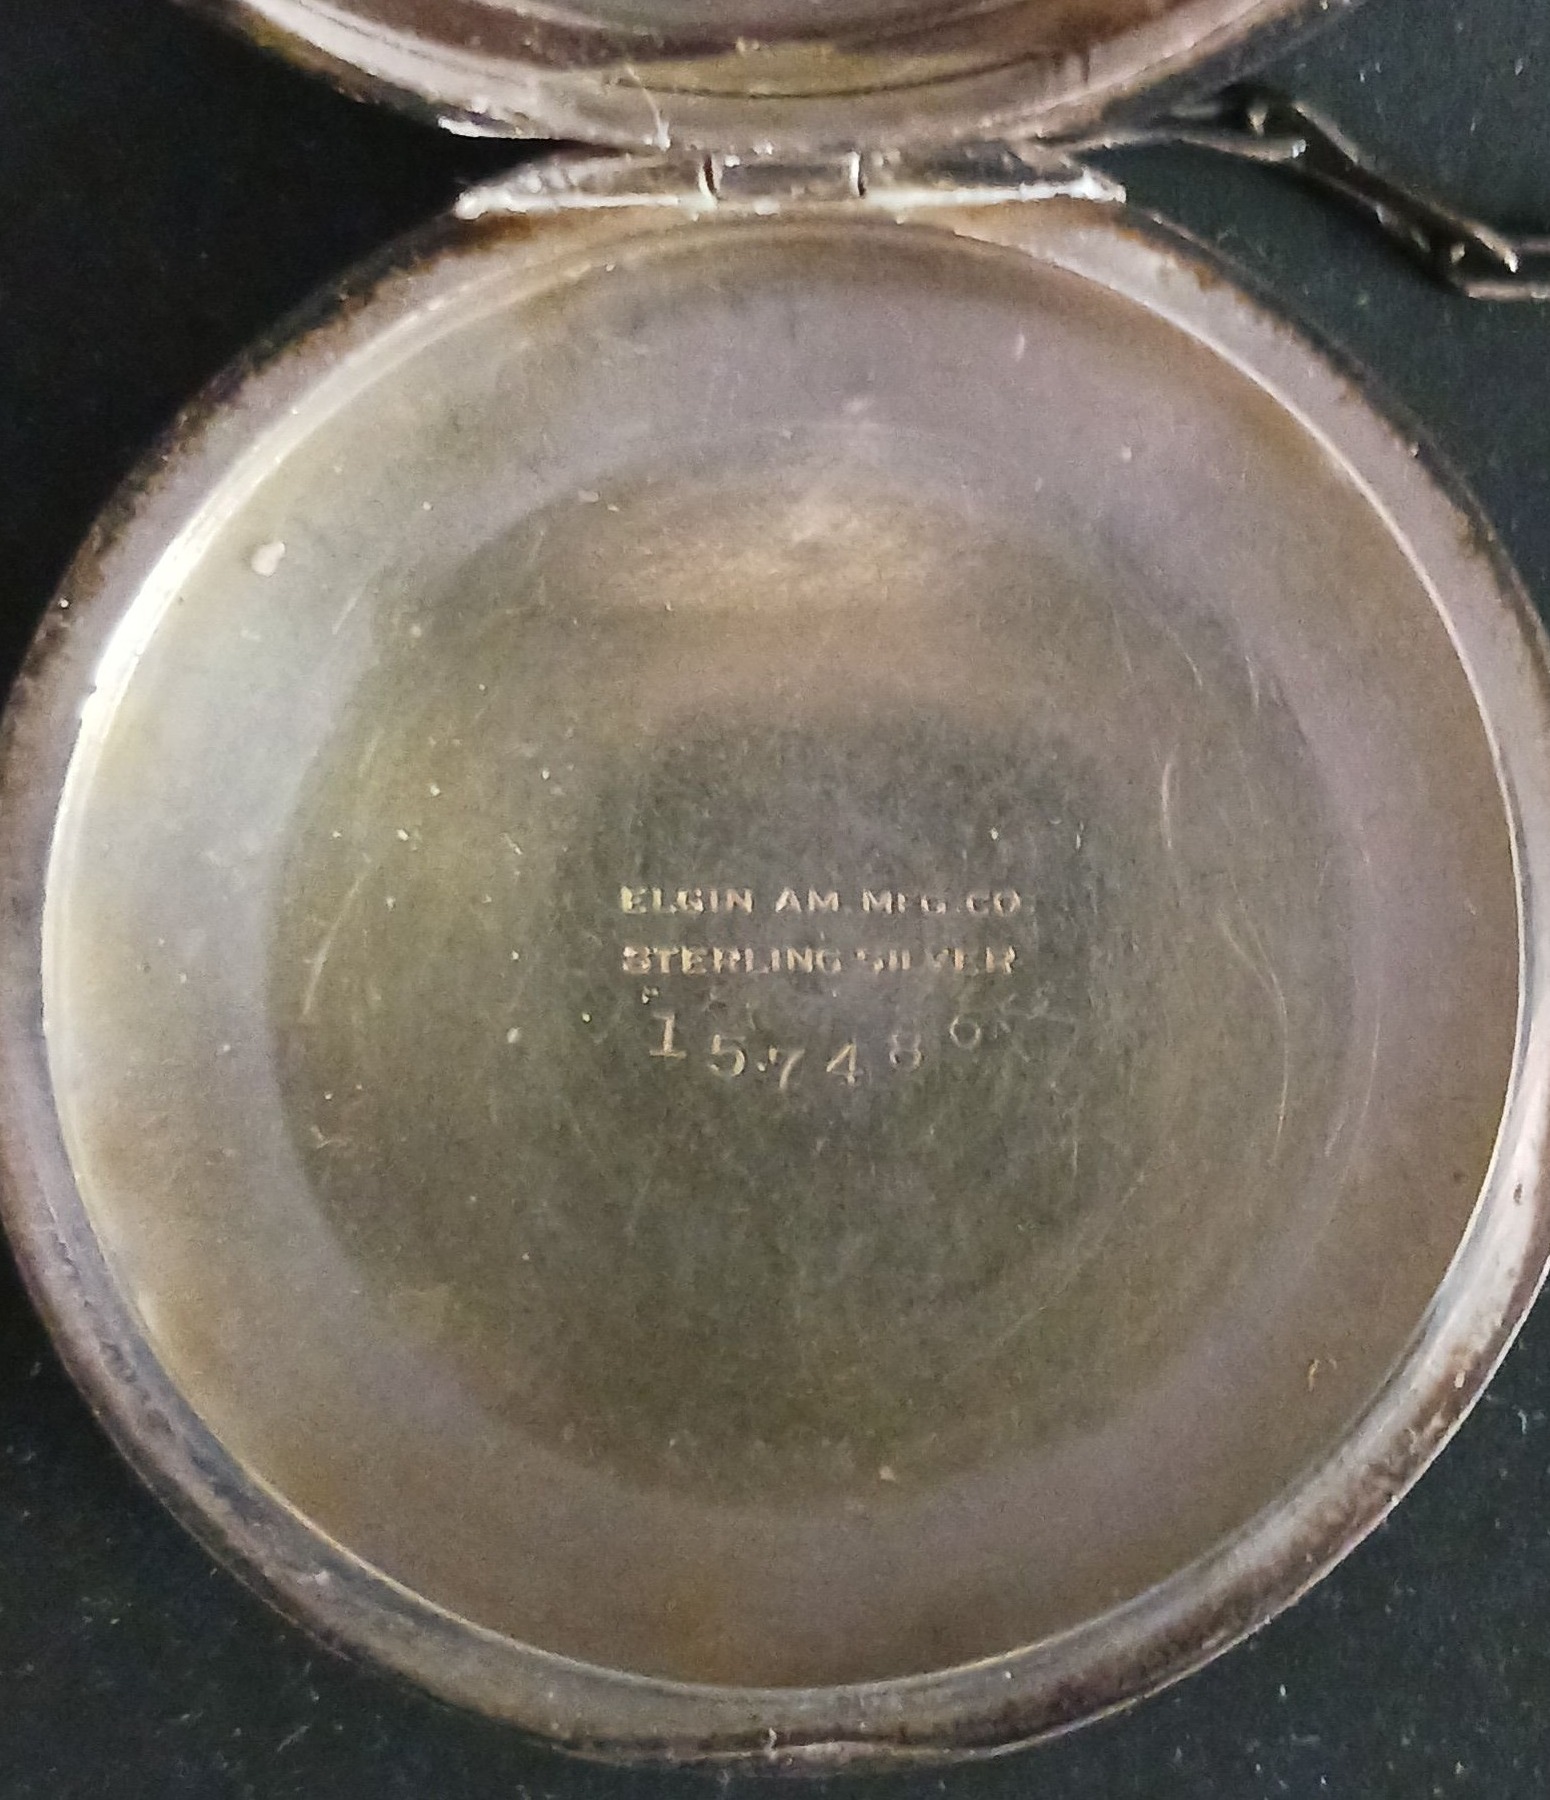 ELGIN AM. MFG. CO.
STERLING SILVER
157486